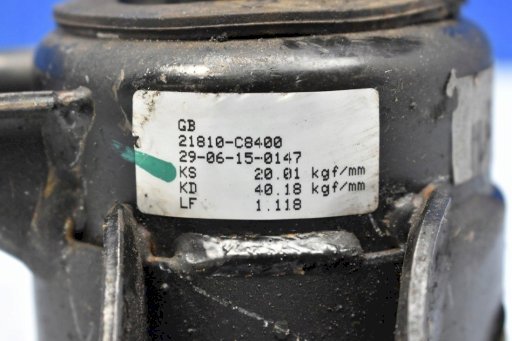 GB
21810-C8400
29-06-15-0147
KS 20.01 kgf/mm
KD 40.18 kgf/mm
LF 1.118